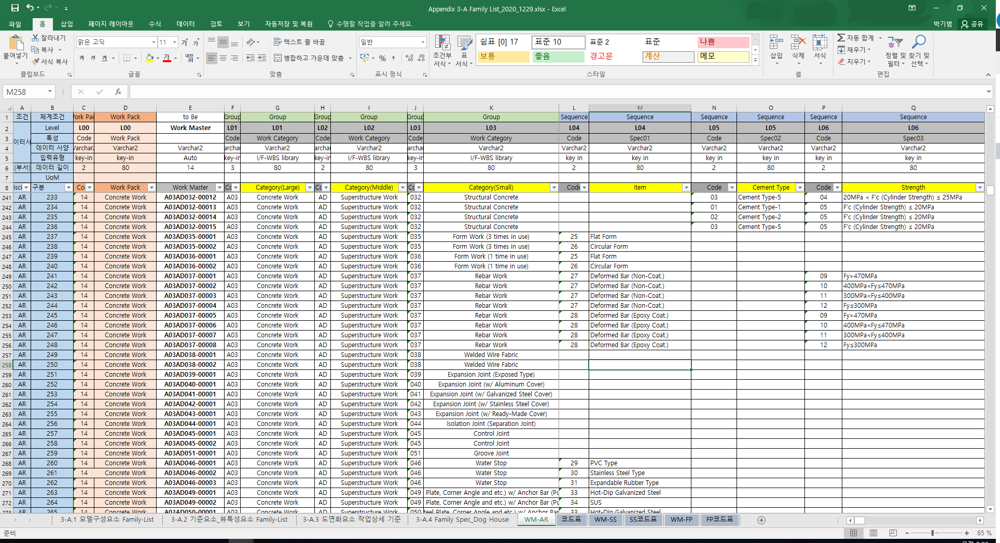 Appendix 3-A Family List_2020_1229.xlsx - Excel
파일 홈 삽입 페이지 레이아웃 수식 데이터 검토 보기 자동저장 및 복원 수행할 작업을 알려 주세요. 박기범 공유
붙여넣기 잘라내기 복사 서식 복사 클립보드
맑은 고딕 11 가 가 가 가 가 가 내천 글꼴
텍스트 줄 바꿈 병합하고 가운데 맞춤 맞춤
일반 % 표시 형식
조건부 서식 표 서식
쉼표 [0] 17 표준 10 표준 2 표준 나쁨
보통 좋음 경고문 계산 메모
스타일
삽입 삭제 서식 셀
자동 합계 채우기 지우기 정렬 및 필터 찾기 및 선택 편집
M258 fx
A B C D E F G H I J K L M N O P Q
1 조건 체계조건 Work Pack to Be Group Group Group Group Group Group Sequence Sequence Sequence Sequence Sequence Sequence
2 Level L00 L00 Work Master L01 L01 L02 L02 L03 L03 L04 L04 L05 L05 L06 L06
3 이터사 특성 Code Work Pack Code Work Category Code Work Category Code Work Category Code Spec01 Code Spec02 Code Spec03
4 데이터 사양 Varchar2 Varchar2 Varchar2 Varchar2 Varchar2 Varchar2 Varchar2 Varchar2 Varchar2 Varchar2 Varchar2
5 입력유형 key-in key-in Auto key-in I/F-WBS library key-in I/F-WBS library key-in I/F-WBS library key in key in key in key in key in key in
6 (부서) 데이터 길이 2 80 14 3 80 2 80 3 80 2 80 2 80 2 80
7 UoM
8 isci 구분 Co Work Pack Work Master Cc Category(Large) Cc Category(Middle) Cc Category(Small) Code Item Code Cement Type Code Strength
241 AR 233 14 Concrete Work A03AD032-00012 A03 Concrete Work AD Superstructure Work 032 Structural Concrete 03 Cement Type-5 04 20MPa < F'c (Cylinder Strength) ≤ 25MPa
242 AR 234 14 Concrete Work A03AD032-00013 A03 Concrete Work AD Superstructure Work 032 Structural Concrete 01 Cement Type-1 05 F'c (Cylinder Strength) ≤ 20MPa
243 AR 235 14 Concrete Work A03AD032-00014 A03 Concrete Work AD Superstructure Work 032 Structural Concrete 02 Cement Type-2 05 F'c (Cylinder Strength) ≤ 20MPa
244 AR 236 14 Concrete Work A03AD032-00015 A03 Concrete Work AD Superstructure Work 032 Structural Concrete 03 Cement Type-5 05 F'c (Cylinder Strength) ≤ 20MPa
245 AR 237 14 Concrete Work A03AD035-00001 A03 Concrete Work AD Superstructure Work 035 Form Work (3 times in use) 25 Flat Form
246 AR 238 14 Concrete Work A03AD035-00002 A03 Concrete Work AD Superstructure Work 035 Form Work (3 times in use) 26 Circular Form
247 AR 239 14 Concrete Work A03AD036-00001 A03 Concrete Work AD Superstructure Work 036 Form Work (1 time in use) 25 Flat Form
248 AR 240 14 Concrete Work A03AD036-00002 A03 Concrete Work AD Superstructure Work 036 Form Work (1 time in use) 26 Circular Form
249 AR 241 14 Concrete Work A03AD037-00001 A03 Concrete Work AD Superstructure Work 037 Rebar Work 27 Deformed Bar (Non-Coat.) 09 Fy>470MPa
250 AR 242 14 Concrete Work A03AD037-00002 A03 Concrete Work AD Superstructure Work 037 Rebar Work 27 Deformed Bar (Non-Coat.) 10 400MPa<Fy≤470MPa
251 AR 243 14 Concrete Work A03AD037-00003 A03 Concrete Work AD Superstructure Work 037 Rebar Work 27 Deformed Bar (Non-Coat.) 11 300MPa<Fy≤400MPa
252 AR 244 14 Concrete Work A03AD037-00004 A03 Concrete Work AD Superstructure Work 037 Rebar Work 27 Deformed Bar (Non-Coat.) 12 Fy≤300MPa
253 AR 245 14 Concrete Work A03AD037-00005 A03 Concrete Work AD Superstructure Work 037 Rebar Work 28 Deformed Bar (Epoxy Coat.) 09 Fy>470MPa
254 AR 246 14 Concrete Work A03AD037-00006 A03 Concrete Work AD Superstructure Work 037 Rebar Work 28 Deformed Bar (Epoxy Coat.) 10 400MPa<Fy≤470MPa
255 AR 247 14 Concrete Work A03AD037-00007 A03 Concrete Work AD Superstructure Work 037 Rebar Work 28 Deformed Bar (Epoxy Coat.) 11 300MPa<Fy≤400MPa
256 AR 248 14 Concrete Work A03AD037-00008 A03 Concrete Work AD Superstructure Work 037 Rebar Work 28 Deformed Bar (Epoxy Coat.) 12 Fy≤300MPa
257 AR 249 14 Concrete Work A03AD038-00001 A03 Concrete Work AD Superstructure Work 038 Welded Wire Fabric
258 AR 250 14 Concrete Work A03AD038-00002 A03 Concrete Work AD Superstructure Work 038 Welded Wire Fabric
259 AR 251 14 Concrete Work A03AD039-00001 A03 Concrete Work AD Superstructure Work 039 Expansion Joint (Exposed Type)
260 AR 252 14 Concrete Work A03AD040-00001 A03 Concrete Work AD Superstructure Work 040 Expansion Joint (w/ Aluminum Cover)
261 AR 253 14 Concrete Work A03AD041-00001 A03 Concrete Work AD Superstructure Work 041 Expansion Joint (w/ Galvanized Steel Cover)
262 AR 254 14 Concrete Work A03AD042-00001 A03 Concrete Work AD Superstructure Work 042 Expansion Joint (w/ Stainless Steel Cover)
263 AR 255 14 Concrete Work A03AD043-00001 A03 Concrete Work AD Superstructure Work 043 Expansion Joint (w/ Ready-Made Cover)
264 AR 256 14 Concrete Work A03AD044-00001 A03 Concrete Work AD Superstructure Work 044 Isolation Joint (Separation Joint)
265 AR 257 14 Concrete Work A03AD045-00001 A03 Concrete Work AD Superstructure Work 045 Control Joint
266 AR 258 14 Concrete Work A03AD045-00002 A03 Concrete Work AD Superstructure Work 045 Control Joint
267 AR 259 14 Concrete Work A03AD051-00001 A03 Concrete Work AD Superstructure Work 051 Groove Joint
268 AR 260 14 Concrete Work A03AD046-00001 A03 Concrete Work AD Superstructure Work 046 Water Stop 29 PVC Type
269 AR 261 14 Concrete Work A03AD046-00002 A03 Concrete Work AD Superstructure Work 046 Water Stop 30 Stainless Steel Type
270 AR 262 14 Concrete Work A03AD046-00003 A03 Concrete Work AD Superstructure Work 046 Water Stop 31 Expandable Rubber Type
271 AR 263 14 Concrete Work A03AD049-00001 A03 Concrete Work AD Superstructure Work 049 Plate, Corner Angle and etc.) w/ Anchor Bar (Pu 33 Hot-Dip Galvanized Steel
272 AR 264 14 Concrete Work A03AD049-00002 A03 Concrete Work AD Superstructure Work 049 Plate, Corner Angle and etc.) w/ Anchor Bar (Pu 34 SUS
273 AR 265 14 Concrete Work A03AD050-00001 A03 Concrete Work AD Superstructure Work 050 teel Plate, Corner Angle and etc.) w/ Anchor Bar 33 Hot-Dip Galvanized Steel
3-A.1 모델구성요소 Family-List 3-A.2 기준요소_뷰특성요소 Family-List 3-A.3 도면화요소 작업상세 기준 3-A.4 Family Spec_Dog House WM-AR 코드표 WM-SS SS코드표 WM-FP FP코드표
준비 85 %